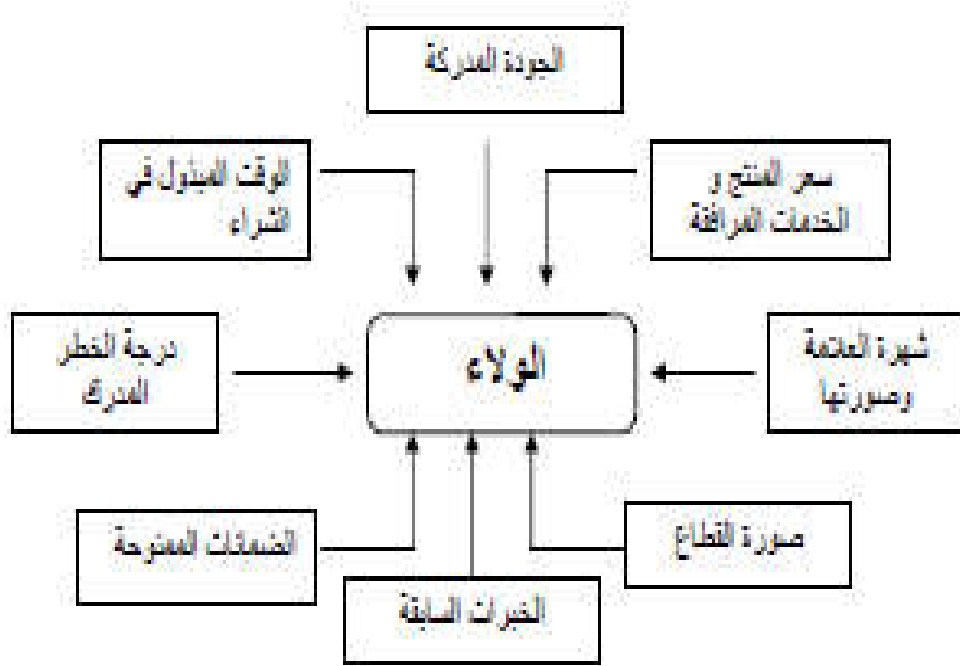 الجودة المدركة
سعر المنتج و
الخدمات المرافقة
الوقت المبذول في
الشراء
شهرة العلامة
وصورتها
الولاء
درجة الخطر
المدرك
صورة القطاع
الضمانات الممنوحة
الخبرات السابقة